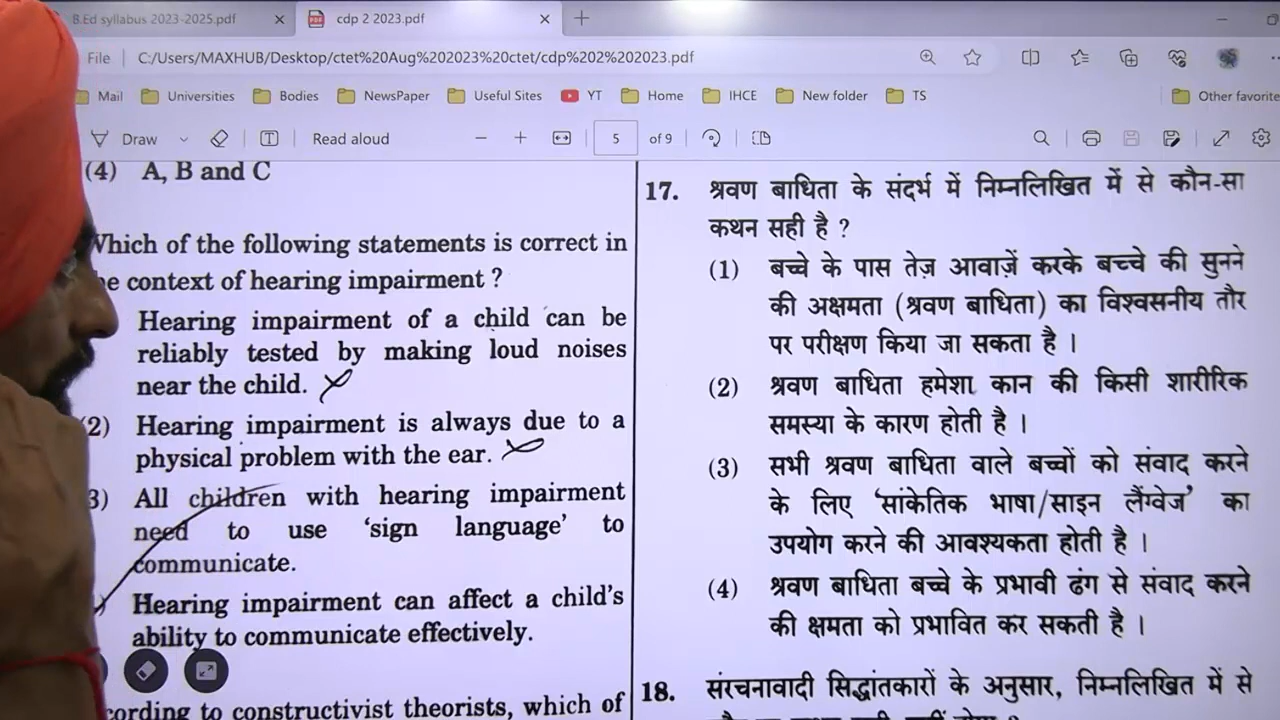 B.Ed syllabus 2023-2025.pdf
cdp 2 2023.pdf
File
C:/Users/MAXHUB/Desktop/ctet%20Aug%202023%20ctet/cdp%202%202023.pdf
Mail
Universities
Bodies
NewsPaper
Useful Sites
YT
Home
IHCE
New folder
TS
Other favorite
Draw
Read aloud
5
of 9
(4) A, B and C
Which of the following statements is correct in
e context of hearing impairment ?
Hearing impairment of a child can be
reliably tested by making loud noises
near the child.
2) Hearing impairment is always due to a
physical problem with the ear.
3) All children with hearing impairment
need to use 'sign language' to
communicate.
) Hearing impairment can affect a child's
ability to communicate effectively.
cording to constructivist theorists, which of
17. श्रवण बाधिता के संदर्भ में निम्नलिखित में से कौन-सा
कथन सही है ?
(1) बच्चे के पास तेज़ आवाज़ें करके बच्चे की सुनने
की अक्षमता (श्रवण बाधिता) का विश्वसनीय तौर
पर परीक्षण किया जा सकता है ।
(2) श्रवण बाधिता हमेशा कान की किसी शारीरिक
समस्या के कारण होती है ।
(3) सभी श्रवण बाधिता वाले बच्चों को संवाद करने
के लिए 'सांकेतिक भाषा/साइन लैंग्वेज' का
उपयोग करने की आवश्यकता होती है ।
(4) श्रवण बाधिता बच्चे के प्रभावी ढंग से संवाद करने
की क्षमता को प्रभावित कर सकती है ।
18. संरचनावादी सिद्धांतकारों के अनुसार, निम्नलिखित में से